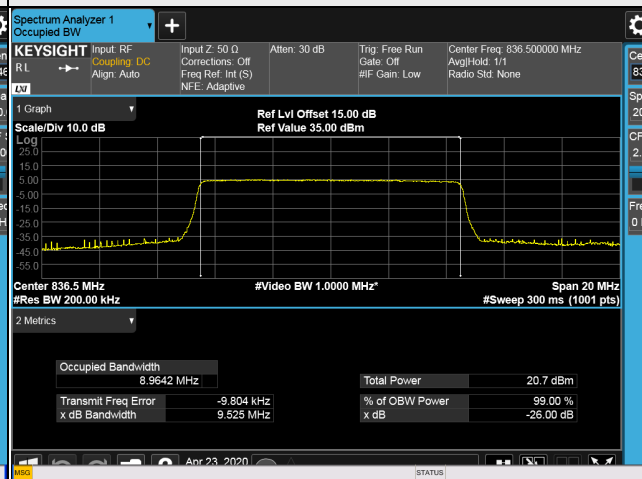 Spectrum Analyzer 1
Occupied BW
KEYSIGHT
RL
LXI
Input: RF
Coupling: DC
Align: Auto
Input Z: 50 Ω
Corrections: Off
Freq Ref: Int (S)
NFE: Adaptive
Atten: 30 dB
Trig: Free Run
Gate: Off
#IF Gain: Low
Center Freq: 836.500000 MHz
Avg|Hold: 1/1
Radio Std: None
1 Graph
Scale/Div 10.0 dB
Ref Lvl Offset 15.00 dB
Ref Value 35.00 dBm
Log
25.0
15.0
5.00
-5.00
-15.0
-25.0
-35.0
-45.0
-55.0
Center 836.5 MHz
#Video BW 1.0000 MHz*
Span 20 MHz
#Res BW 200.00 kHz
#Sweep 300 ms (1001 pts)
2 Metrics
Occupied Bandwidth
8.9642 MHz
Total Power 20.7 dBm
Transmit Freq Error -9.804 kHz
% of OBW Power 99.00 %
x dB Bandwidth 9.525 MHz
x dB -26.00 dB
Apr 23, 2020
MSG
STATUS